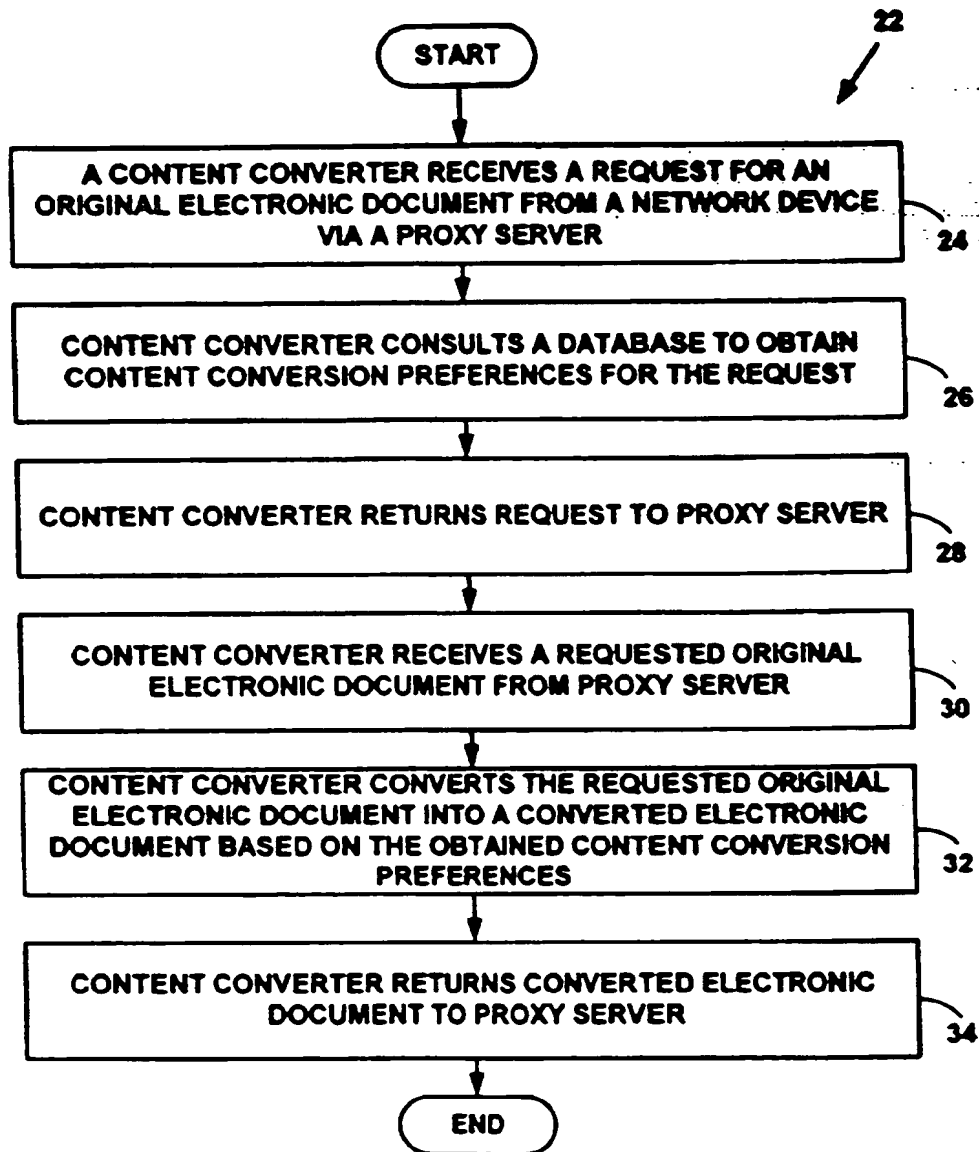 22
START
A CONTENT CONVERTER RECEIVES A REQUEST FOR AN
ORIGINAL ELECTRONIC DOCUMENT FROM A NETWORK DEVICE
VIA A PROXY SERVER
24
CONTENT CONVERTER CONSULTS A DATABASE TO OBTAIN
CONTENT CONVERSION PREFERENCES FOR THE REQUEST
26
CONTENT CONVERTER RETURNS REQUEST TO PROXY SERVER
28
CONTENT CONVERTER RECEIVES A REQUESTED ORIGINAL
ELECTRONIC DOCUMENT FROM PROXY SERVER
30
CONTENT CONVERTER CONVERTS THE REQUESTED ORIGINAL
ELECTRONIC DOCUMENT INTO A CONVERTED ELECTRONIC
DOCUMENT BASED ON THE OBTAINED CONTENT CONVERSION
PREFERENCES
32
CONTENT CONVERTER RETURNS CONVERTED ELECTRONIC
DOCUMENT TO PROXY SERVER
34
END